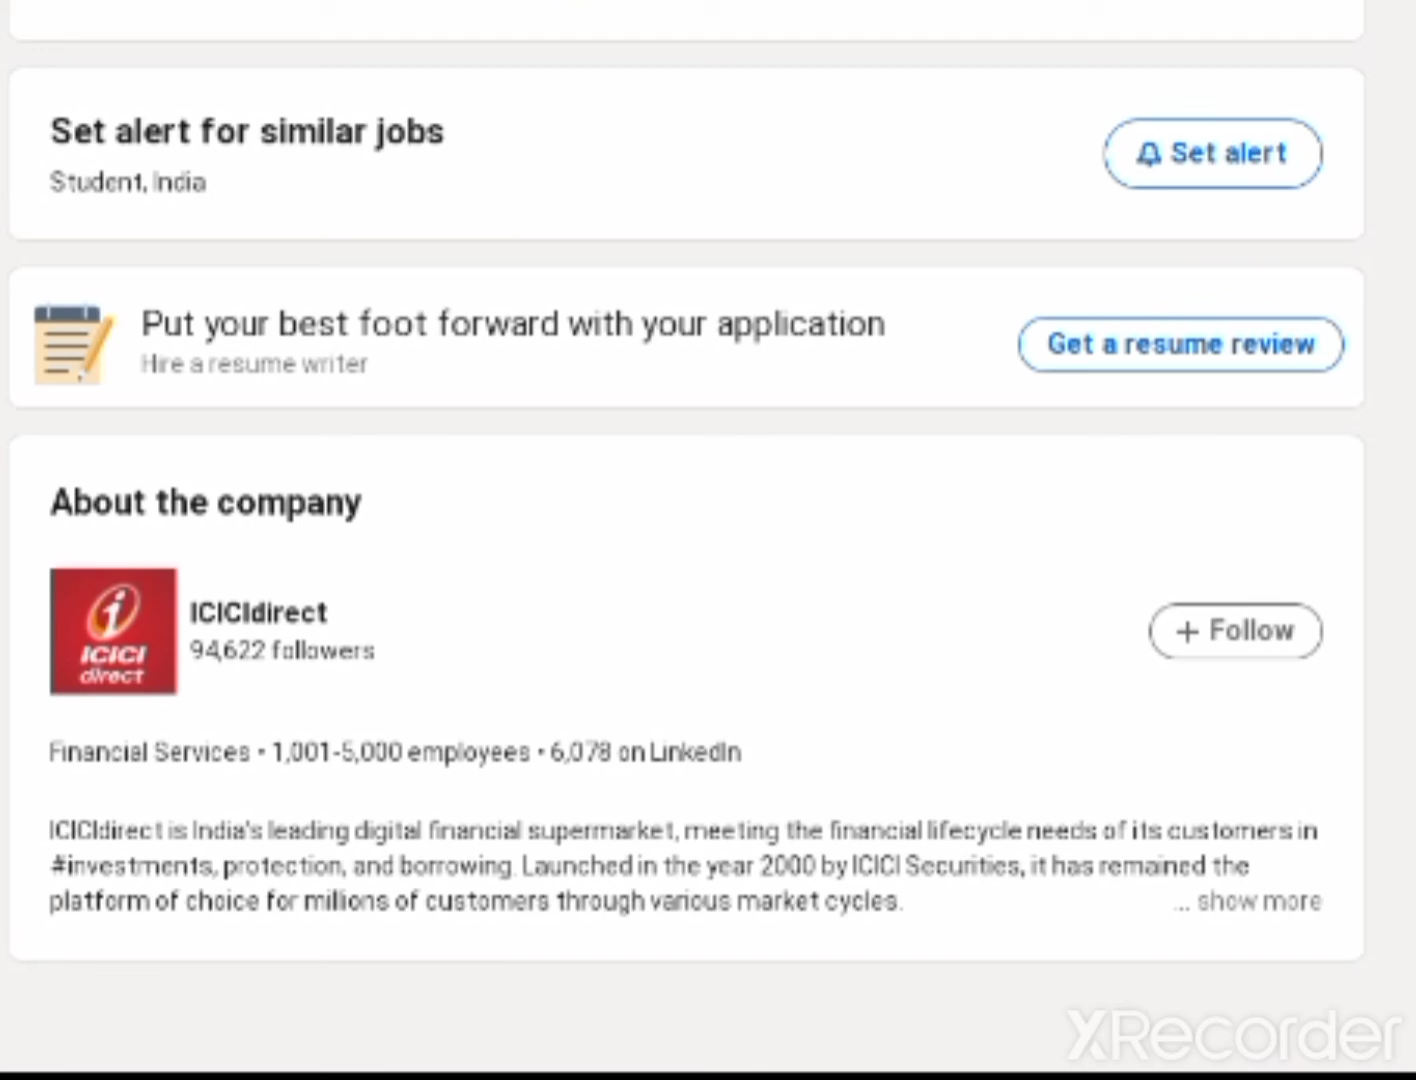 Set alert for similar jobs
Student, India
Set alert
Put your best foot forward with your application
Hire a resume writer
Get a resume review
About the company
ICICI
direct
ICICIdirect
94,622 followers
+ Follow
Financial Services • 1,001-5,000 employees • 6,078 on LinkedIn
ICICIdirect is India's leading digital financial supermarket, meeting the financial lifecycle needs of its customers in
#investments, protection, and borrowing. Launched in the year 2000 by ICICI Securities, it has remained the
platform of choice for millions of customers through various market cycles.
... show more
XRecorder